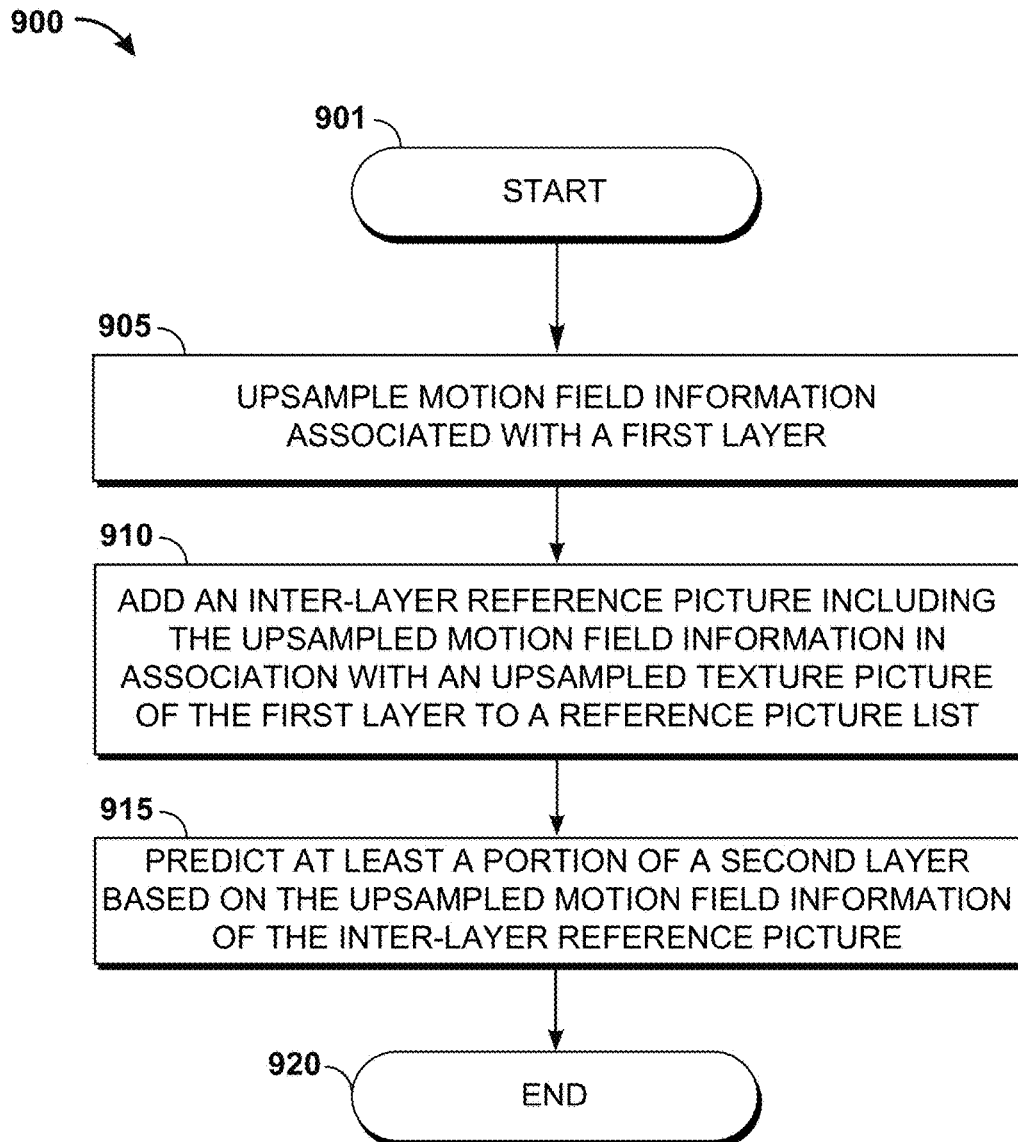 900
901
START
905
UPSAMPLE MOTION FIELD INFORMATION
ASSOCIATED WITH A FIRST LAYER
910
ADD AN INTER-LAYER REFERENCE PICTURE INCLUDING
THE UPSAMPLED MOTION FIELD INFORMATION IN
ASSOCIATION WITH AN UPSAMPLED TEXTURE PICTURE
OF THE FIRST LAYER TO A REFERENCE PICTURE LIST
915
PREDICT AT LEAST A PORTION OF A SECOND LAYER
BASED ON THE UPSAMPLED MOTION FIELD INFORMATION
OF THE INTER-LAYER REFERENCE PICTURE
920
END